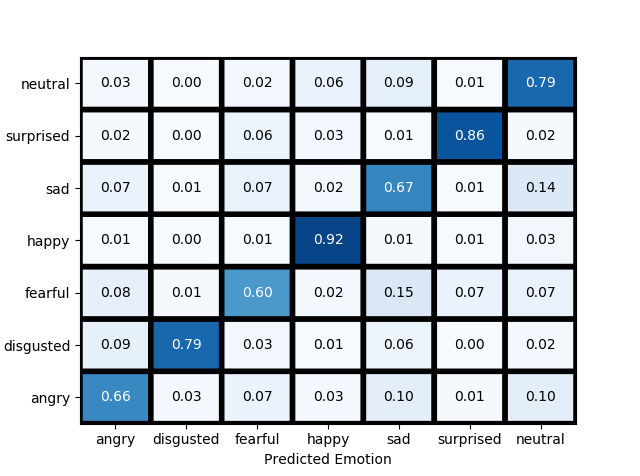 neutral 0.03 0.00 0.02 0.06 0.09 0.01 0.79
surprised 0.02 0.00 0.06 0.03 0.01 0.86 0.02
sad 0.07 0.01 0.07 0.02 0.67 0.01 0.14
happy 0.01 0.00 0.01 0.92 0.01 0.01 0.03
fearful 0.08 0.01 0.60 0.02 0.15 0.07 0.07
disgusted 0.09 0.79 0.03 0.01 0.06 0.00 0.02
angry 0.66 0.03 0.07 0.03 0.10 0.01 0.10
angry disgusted fearful happy sad surprised neutral
Predicted Emotion